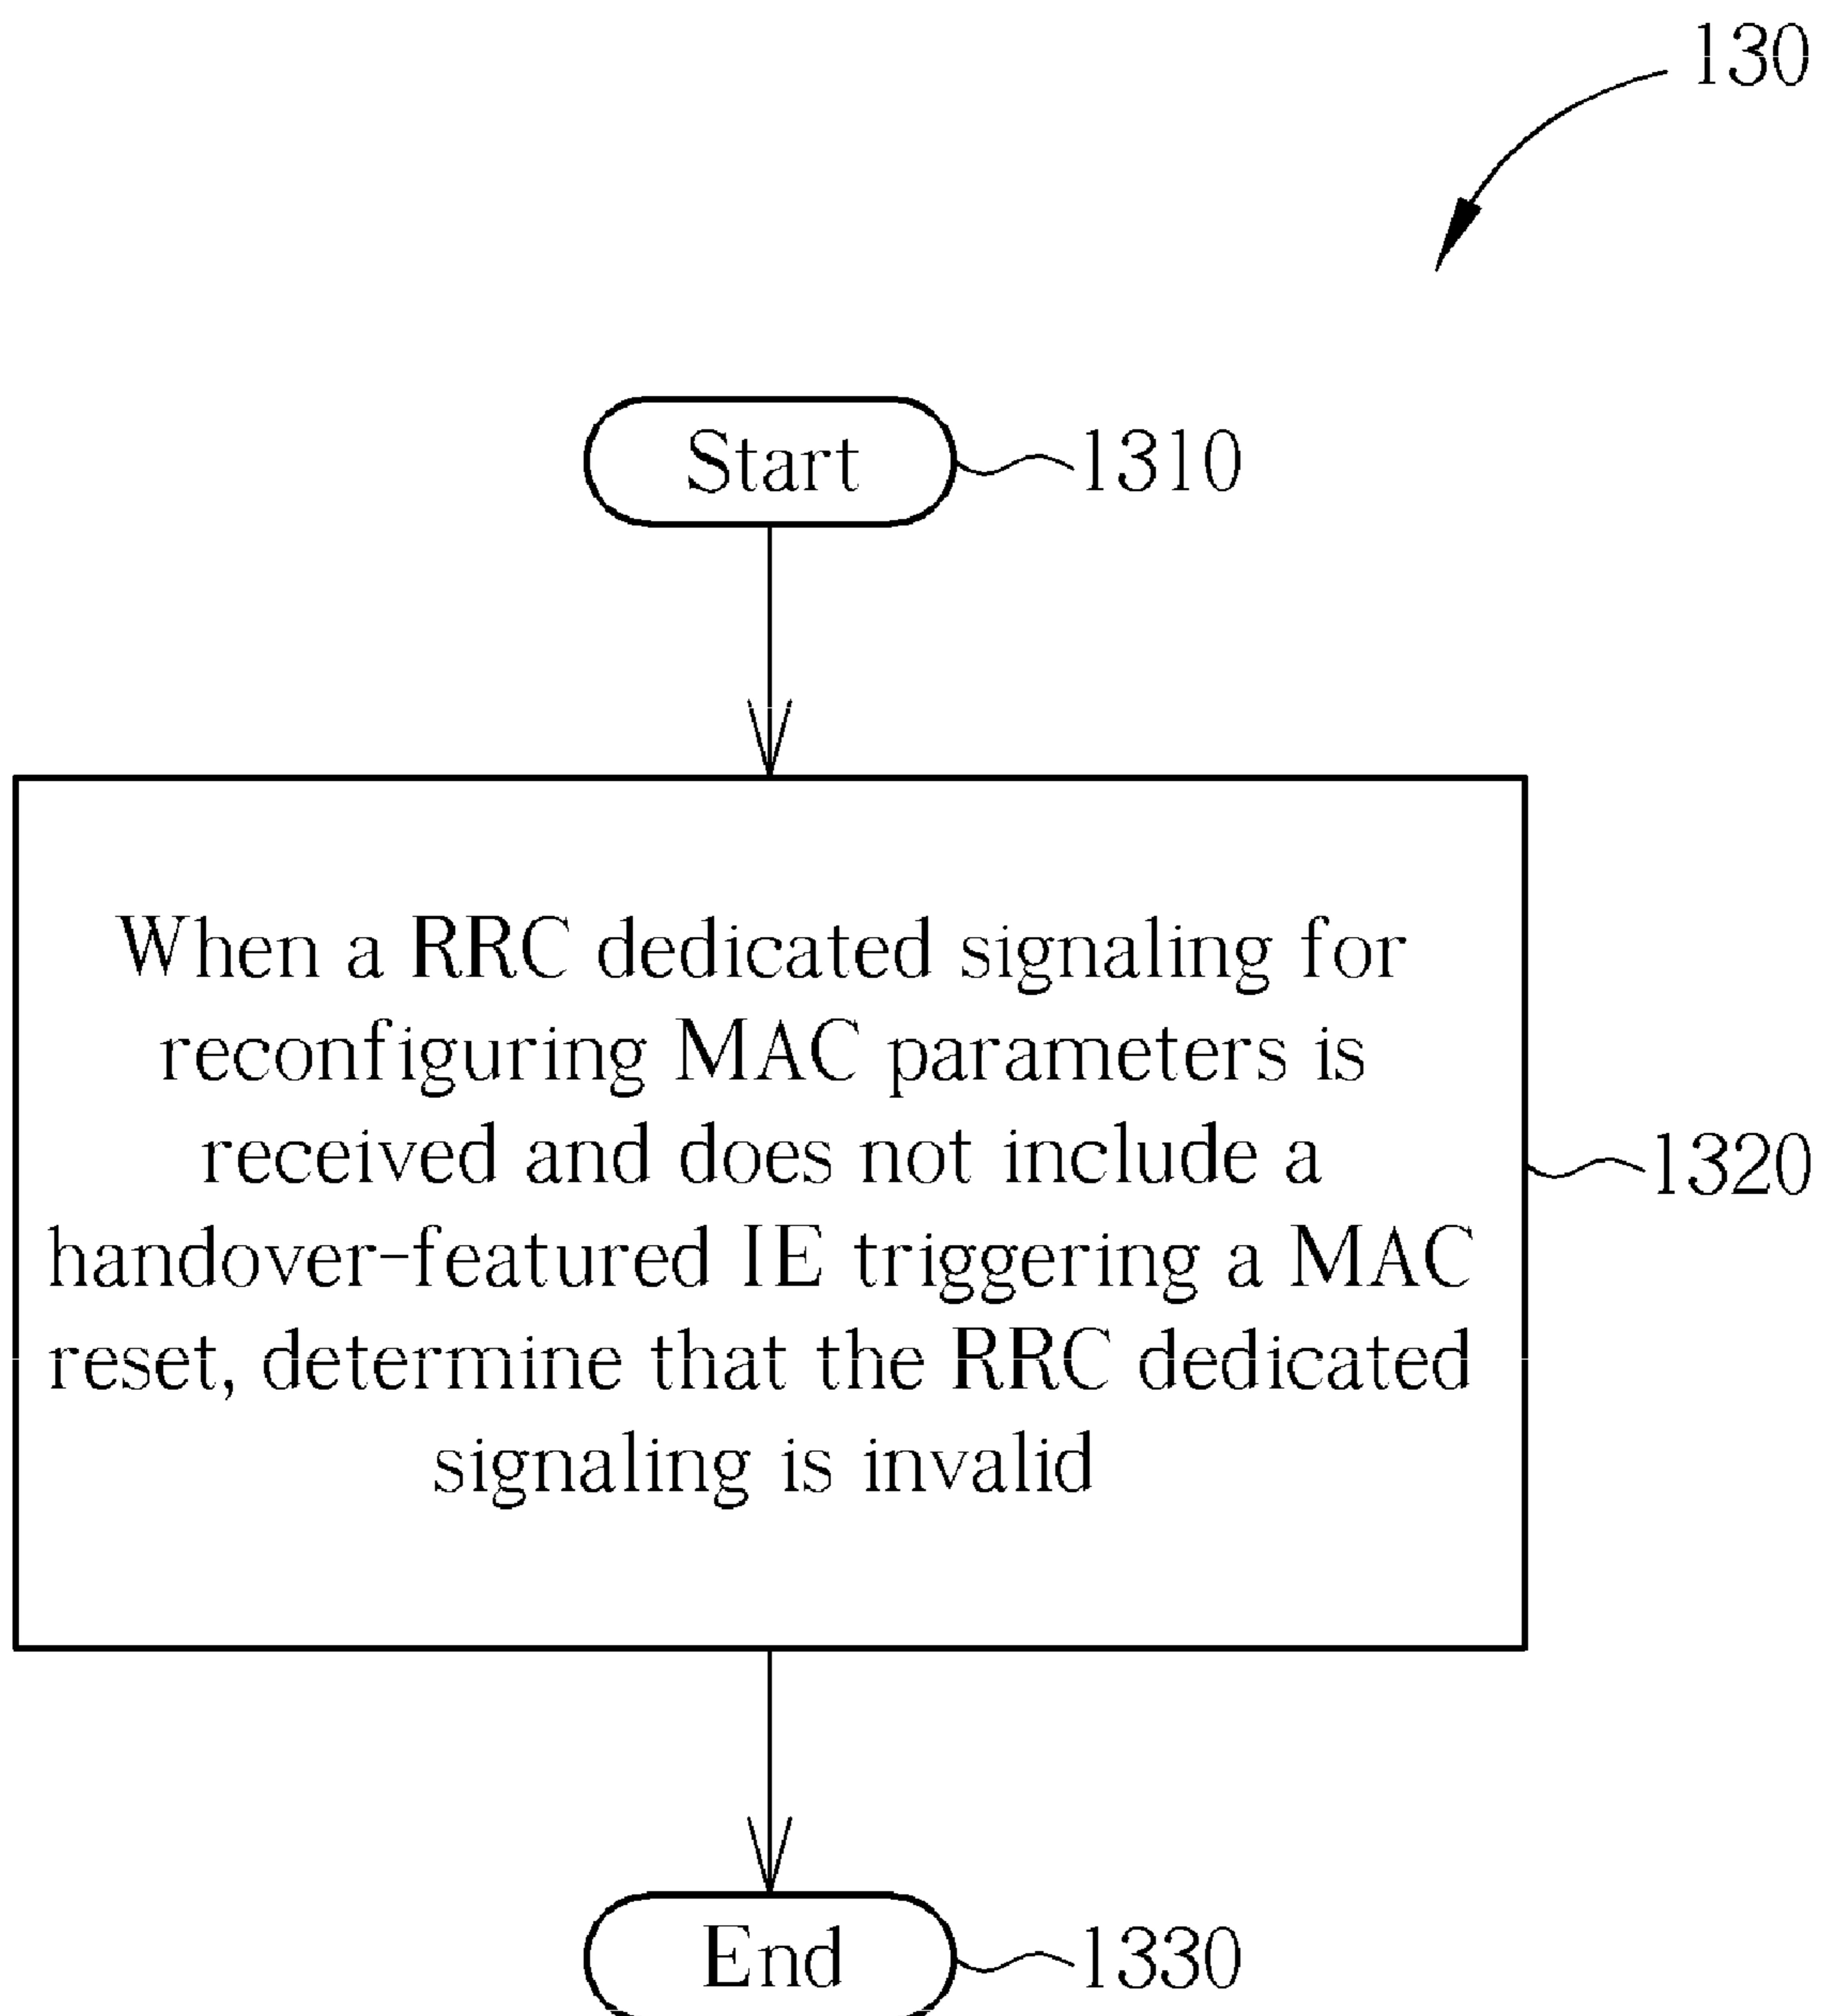 130
Start
1310
When a RRC dedicated signaling for
reconfiguring MAC parameters is
received and does not include a
handover-featured IE triggering a MAC
reset, determine that the RRC dedicated
signaling is invalid
1320
End
1330